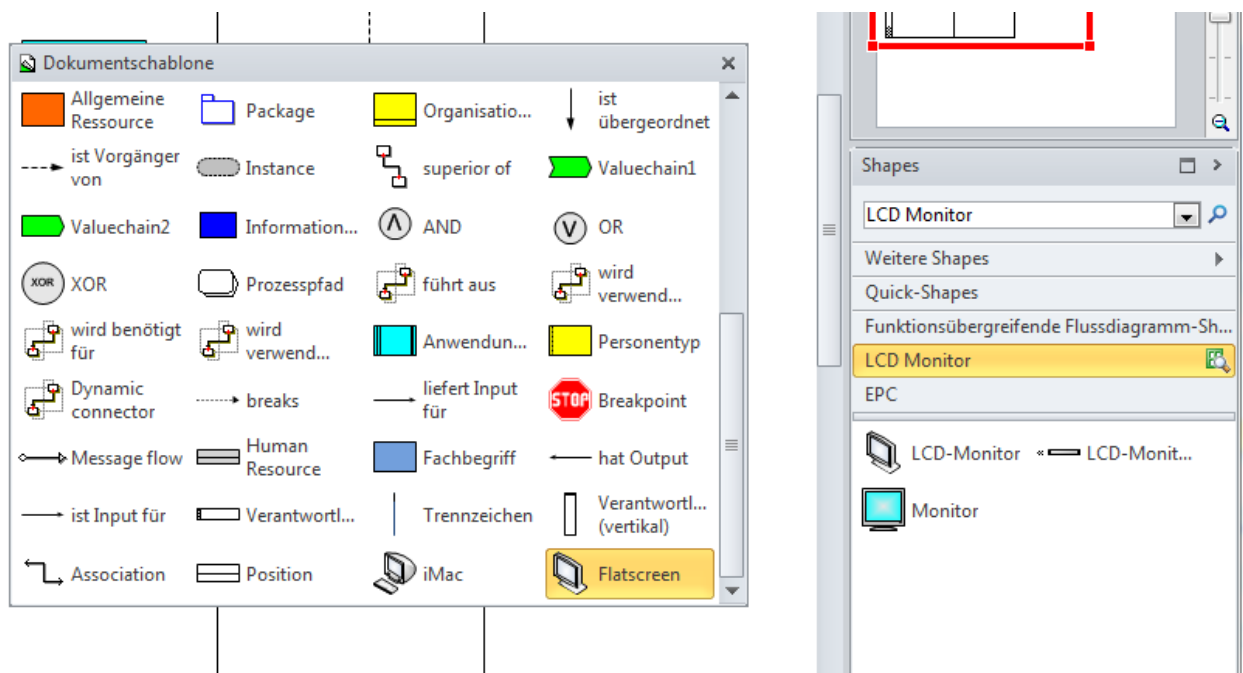 Dokumentschablone
Allgemeine
Ressource
Package
Organisatio...
ist
übergeordnet
ist Vorgänger
von
Instance
superior of
Valuechain1
Valuechain2
Information...
AND
OR
XOR
XOR
Prozesspfad
führt aus
wird
verwend...
wird benötigt
für
wird
verwend...
Anwendun...
Personentyp
Dynamic
connector
breaks
liefert Input
für
STOP
Breakpoint
Message flow
Human
Resource
Fachbegriff
hat Output
ist Input für
Verantwortl...
Trennzeichen
Verantwortl...
(vertikal)
Association
Position
iMac
Flatscreen
Shapes
LCD Monitor
Weitere Shapes
Quick-Shapes
Funktionsübergreifende Flussdiagramm-Sh...
LCD Monitor
EPC
LCD-Monitor
LCD-Monit...
Monitor